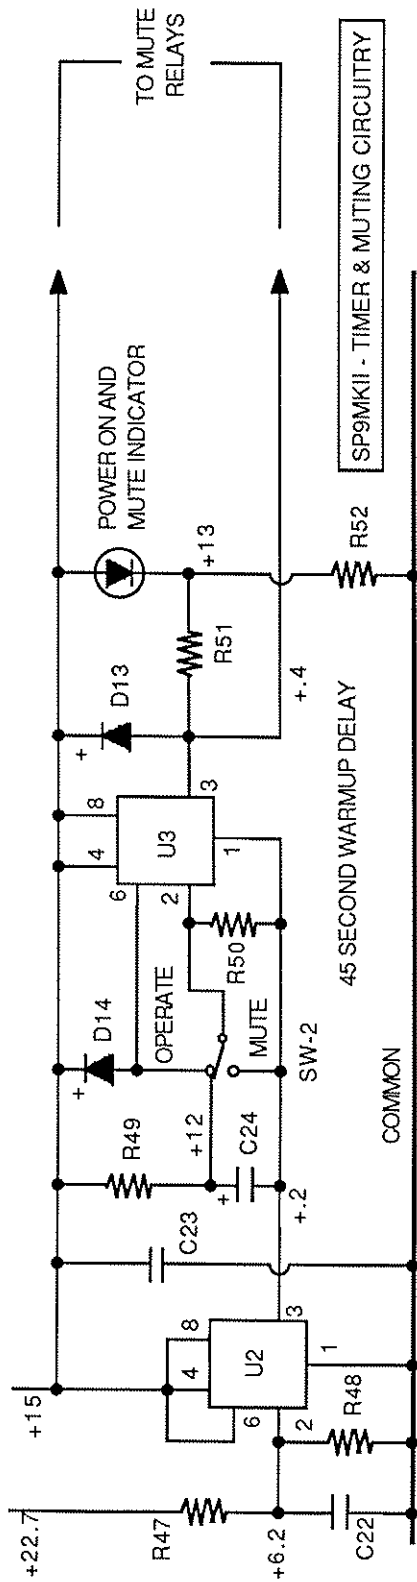 +22.7
+15
R47
+6.2
C22
6
4
8
U2
2
1
3
R48
C23
R49
+12
+
C24
+.2
+
D14
OPERATE
MUTE
SW-2
R50
6
4
8
U3
2
1
3
+
D13
R51
+13
+.4
POWER ON AND
MUTE INDICATOR
R52
45 SECOND WARMUP DELAY
COMMON
TO MUTE
RELAYS
SP9MKII - TIMER & MUTING CIRCUITRY